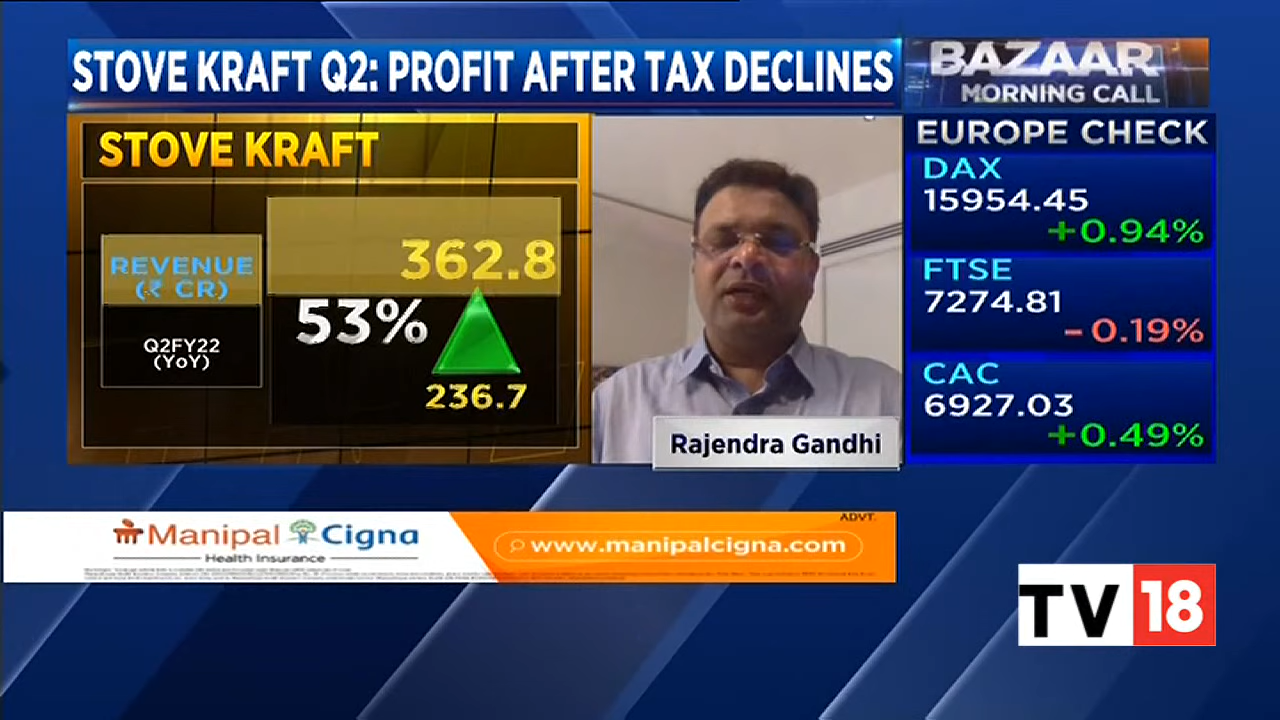 STOVE KRAFT Q2: PROFIT AFTER TAX DECLINES
BAZAAR
MORNING CALL
STOVE KRAFT
REVENUE
(₹ CR)
Q2FY22
(YoY)
362.8
53%
236.7
Rajendra Gandhi
EUROPE CHECK
DAX
15954.45
+0.94%
FTSE
7274.81
-0.19%
CAC
6927.03
+0.49%
ADVT.
Manipal Cigna
Health Insurance
www.manipalcigna.com
TV18